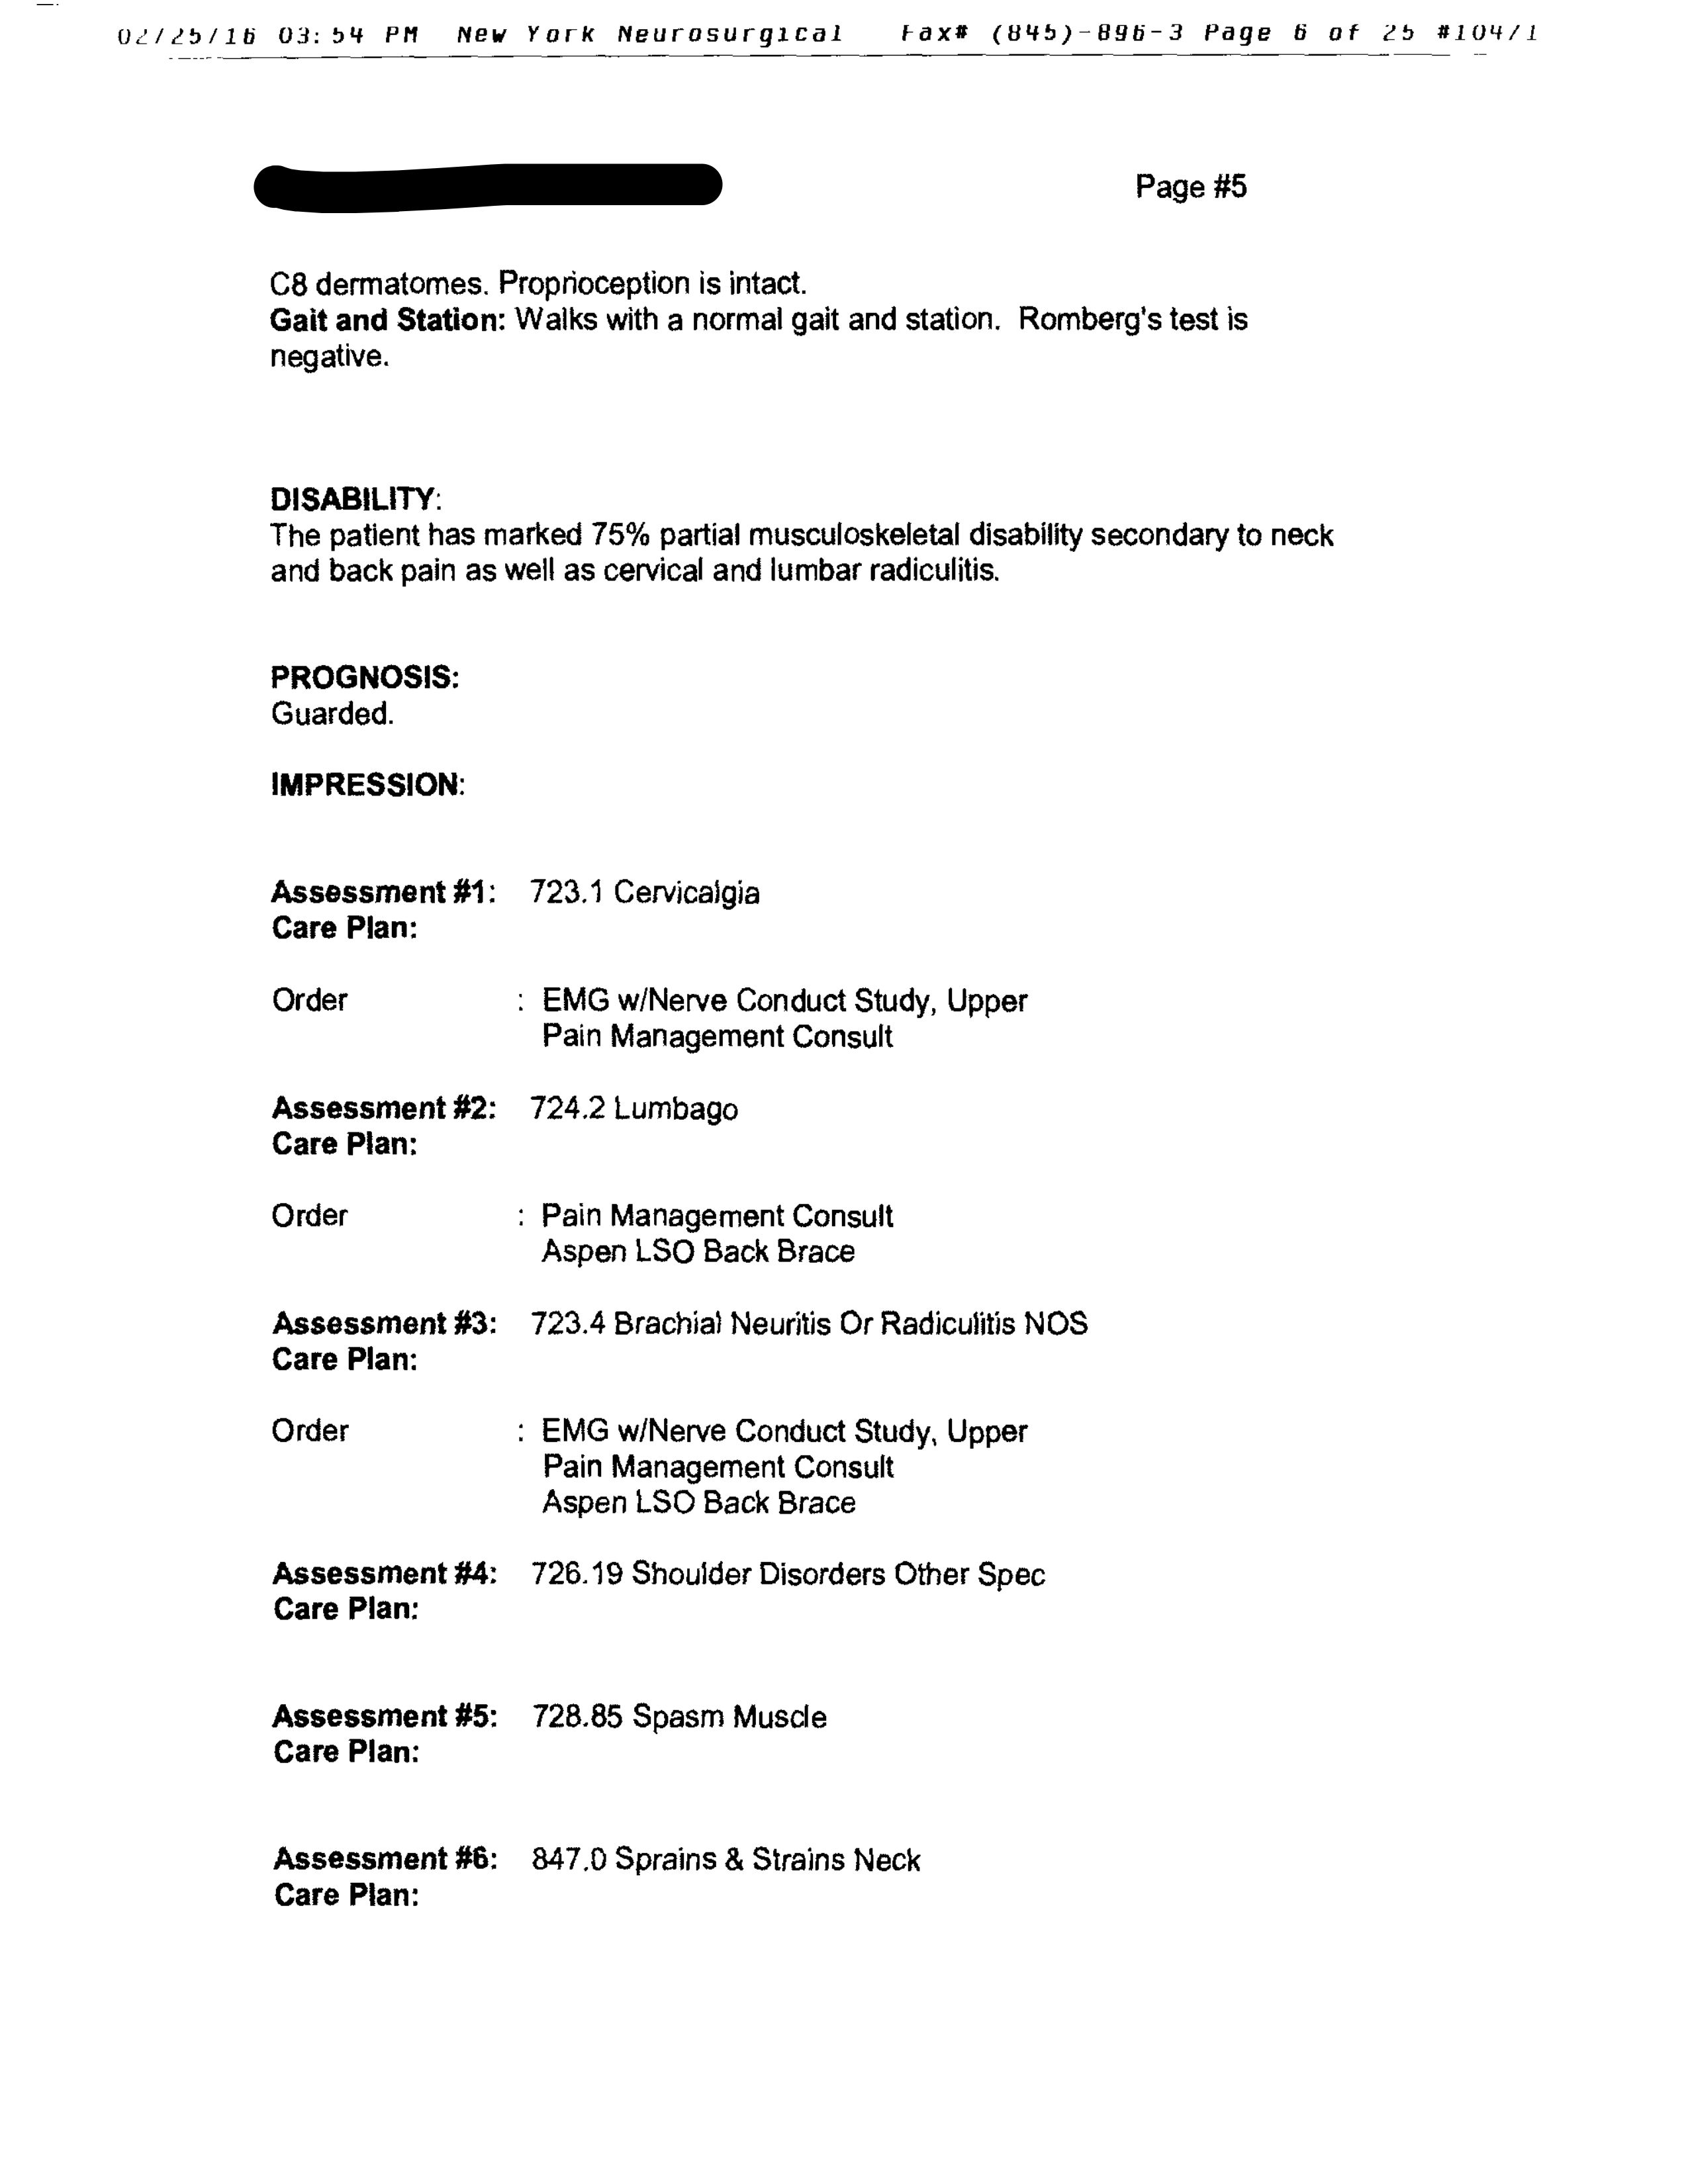 02/25/16 03:54 PM New York Neurosurgical Fax# (845)-896-3 Page 6 of 25 #104/1
Page #5
C8 dermatomes. Proprioception is intact.
Gait and Station: Walks with a normal gait and station. Romberg's test is
negative.
DISABILITY:
The patient has marked 75% partial musculoskeletal disability secondary to neck
and back pain as well as cervical and lumbar radiculitis.
PROGNOSIS:
Guarded.
IMPRESSION:
Assessment #1: 723.1 Cervicalgia
Care Plan:
Order : EMG w/Nerve Conduct Study, Upper
Pain Management Consult
Assessment #2: 724.2 Lumbago
Care Plan:
Order : Pain Management Consult
Aspen LSO Back Brace
Assessment #3: 723.4 Brachial Neuritis Or Radiculitis NOS
Care Plan:
Order : EMG w/Nerve Conduct Study, Upper
Pain Management Consult
Aspen LSO Back Brace
Assessment #4: 726.19 Shoulder Disorders Other Spec
Care Plan:
Assessment #5: 728.85 Spasm Muscle
Care Plan:
Assessment #6: 847.0 Sprains & Strains Neck
Care Plan: